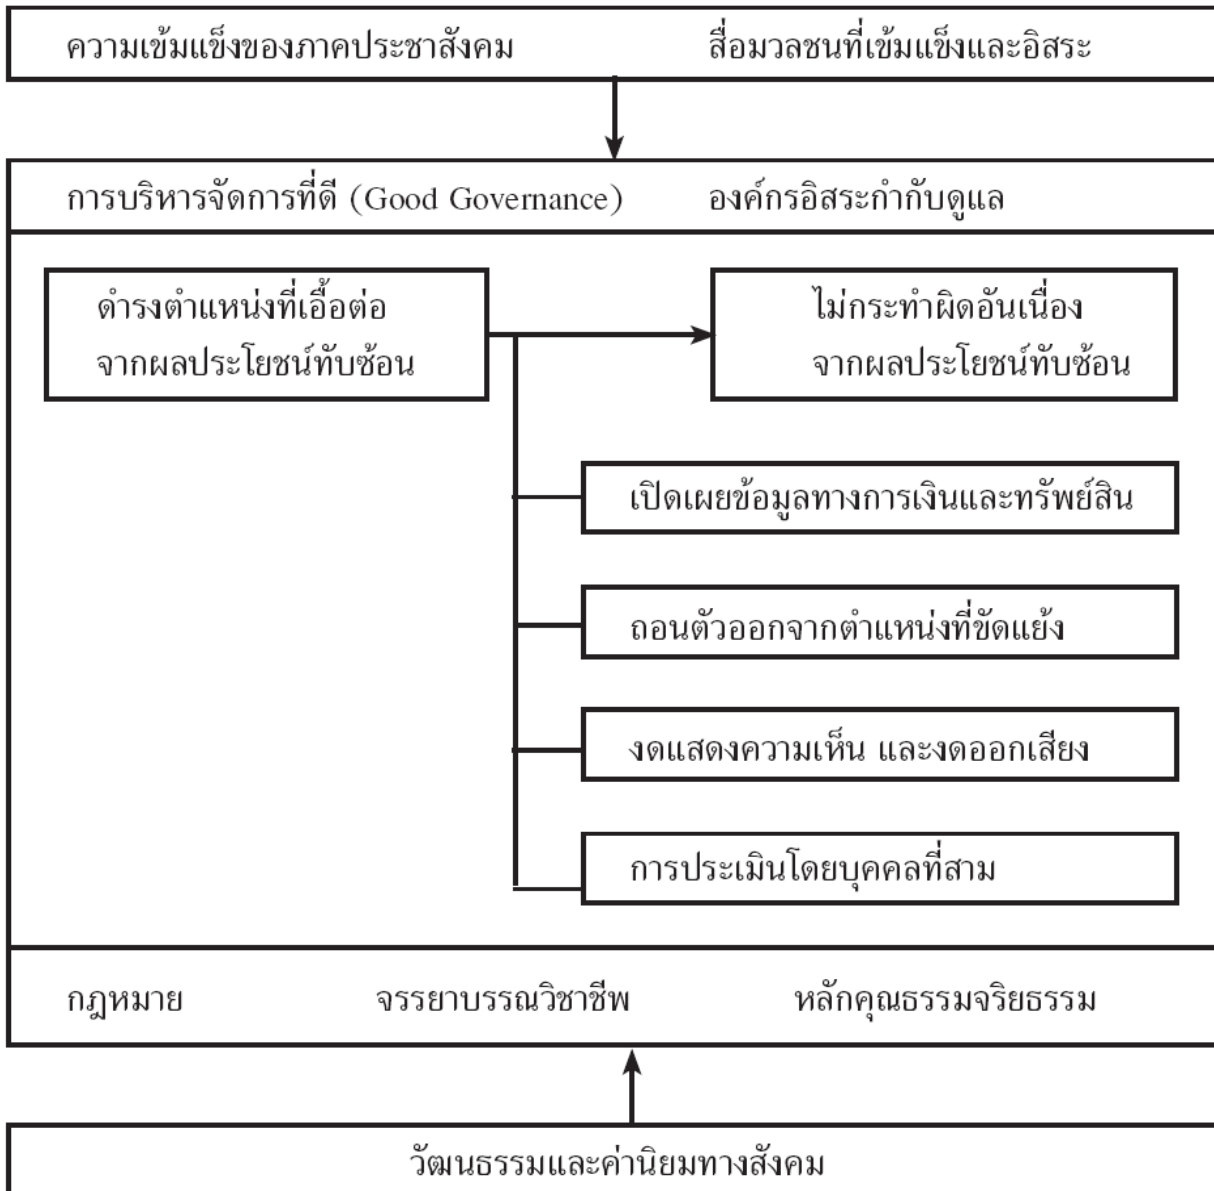 ความเข้มแข็งของภาคประชาสังคม สื่อมวลชนที่เข้มแข็งและอิสระ
การบริหารจัดการที่ดี (Good Governance) องค์กรอิสระกำกับดูแล
ดำรงตำแหน่งที่เอื้อต่อ
จากผลประโยชน์ทับซ้อน
ไม่กระทำผิดอันเนื่อง
จากผลประโยชน์ทับซ้อน
เปิดเผยข้อมูลทางการเงินและทรัพย์สิน
ถอนตัวออกจากตำแหน่งที่ขัดแย้ง
งดแสดงความเห็น และงดออกเสียง
การประเมินโดยบุคคลที่สาม
กฎหมาย จรรยาบรรณวิชาชีพ หลักคุณธรรมจริยธรรม
วัฒนธรรมและค่านิยมทางสังคม